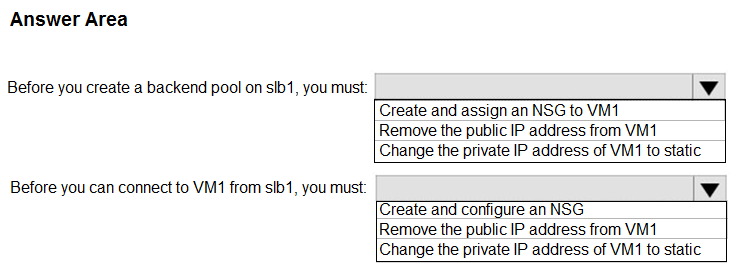 Answer Area
Before you create a backend pool on slb1, you must:
Create and assign an NSG to VM1
Remove the public IP address from VM1
Change the private IP address of VM1 to static
Before you can connect to VM1 from slb1, you must:
Create and configure an NSG
Remove the public IP address from VM1
Change the private IP address of VM1 to static